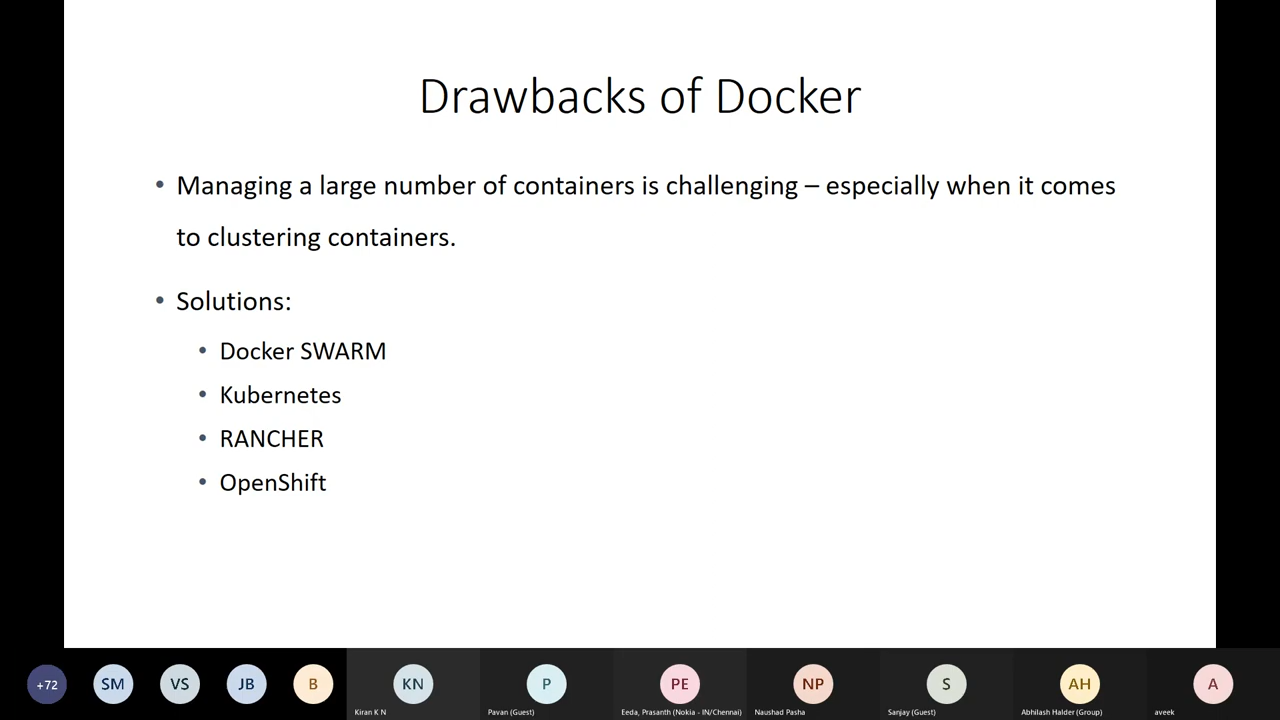 Drawbacks of Docker
• Managing a large number of containers is challenging – especially when it comes
to clustering containers.
• Solutions:
• Docker SWARM
• Kubernetes
• RANCHER
• OpenShift
+72
SM
VS
JB
B
KN
P
PE
NP
S
AH
A
Kiran K N
Pavan (Guest)
Eeda, Prasanth (Nokia - IN/Chennai)
Naushad Pasha
Sanjay (Guest)
Abhilash Halder (Group)
aveek